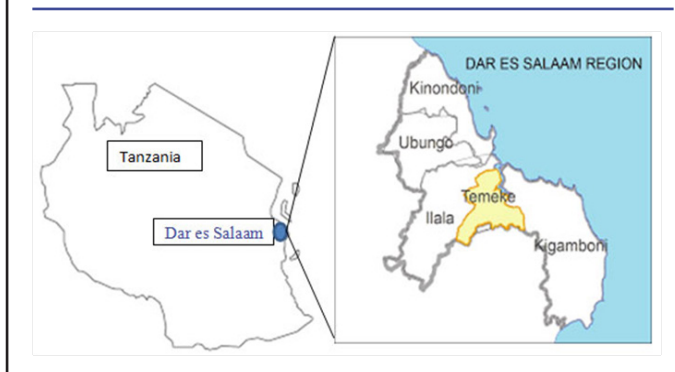 DAR ES SALAAM REGION
Kinondoni
Ubungo
Tanzania
Temeke
Ilala
Dar es Salaam
Kigamboni